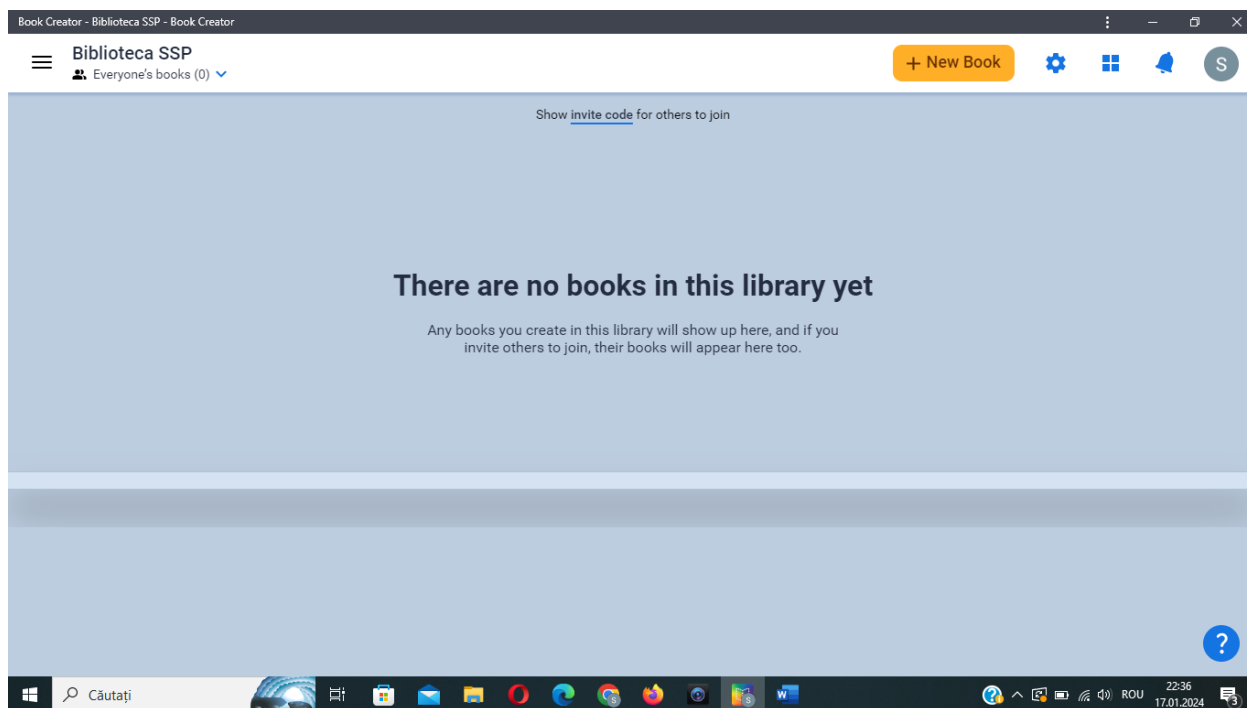 Book Creator - Biblioteca SSP - Book Creator
Biblioteca SSP
Everyone's books (0)
+ New Book
S
Show invite code for others to join
There are no books in this library yet
Any books you create in this library will show up here, and if you
invite others to join, their books will appear here too.
?
Căutați
ROU
22:36
17.01.2024
3